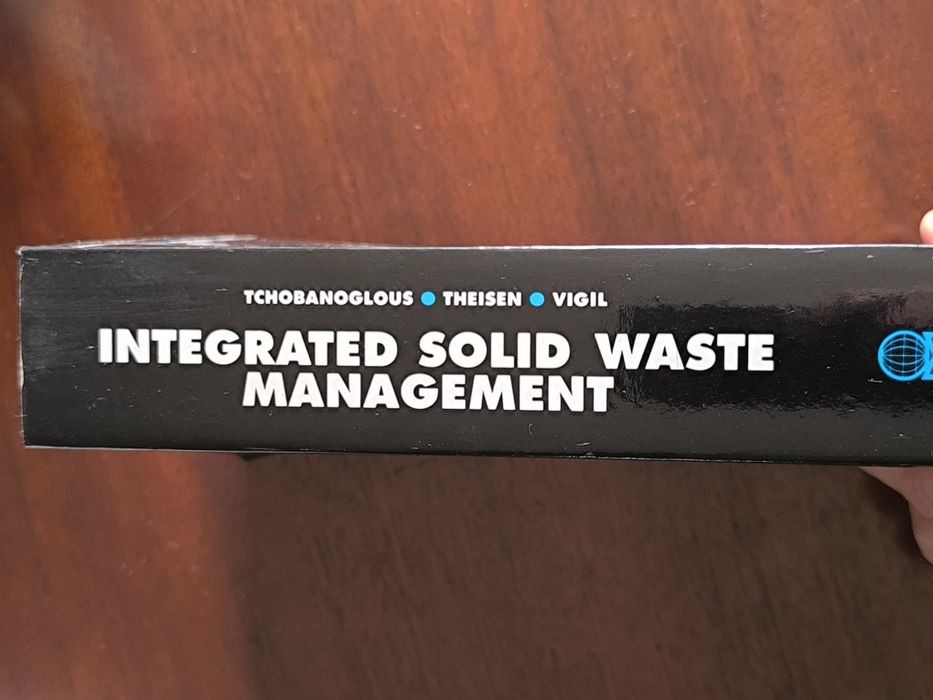 TCHOBANOGLOUS ● THEISEN ● VIGIL
INTEGRATED SOLID WASTE
MANAGEMENT